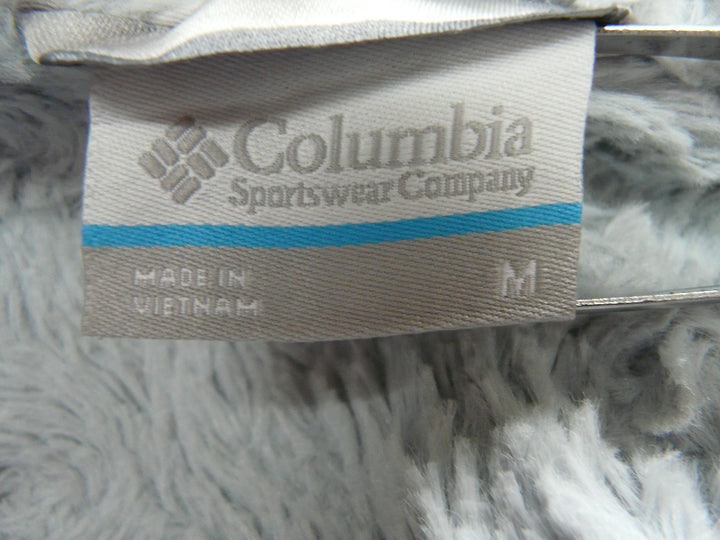 Columbia
Sportswear Company
MADE IN
VIETNAM
M